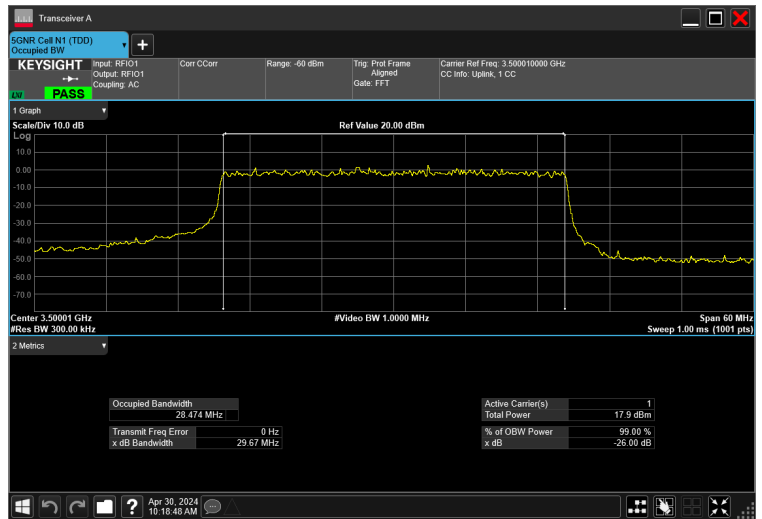 Transceiver A
5GNR Cell N1 (TDD)
Occupied BW
KEYSIGHT
LXI
PASS
Input: RFIO1
Output: RFIO1
Coupling: AC
Corr CCorr
Range: -60 dBm
Trig: Prot Frame
Aligned
Gate: FFT
Carrier Ref Freq: 3.500010000 GHz
CC Info: Uplink, 1 CC
1 Graph
Scale/Div 10.0 dB
Ref Value 20.00 dBm
Log
10.0
0.00
-10.0
-20.0
-30.0
-40.0
-50.0
-60.0
-70.0
Center 3.50001 GHz
#Video BW 1.0000 MHz
Span 60 MHz
#Res BW 300.00 kHz
Sweep 1.00 ms (1001 pts)
2 Metrics
Occupied Bandwidth
28.474 MHz
Transmit Freq Error 0 Hz
x dB Bandwidth 29.67 MHz
Active Carrier(s) 1
Total Power 17.9 dBm
% of OBW Power 99.00 %
x dB -26.00 dB
?
Apr 30, 2024
10:18:48 AM